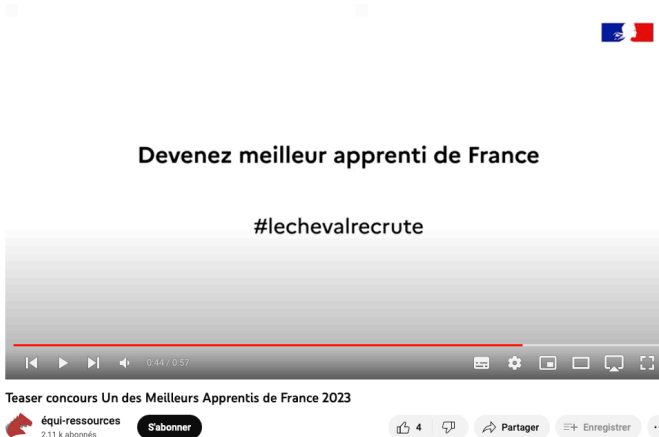 Devenez meilleur apprenti de France
#lechevalrecrute
0:44 / 0:57
Teaser concours Un des Meilleurs Apprentis de France 2023
équi-ressources
2,11 k abonnés
S'abonner
4
Partager
Enregistrer